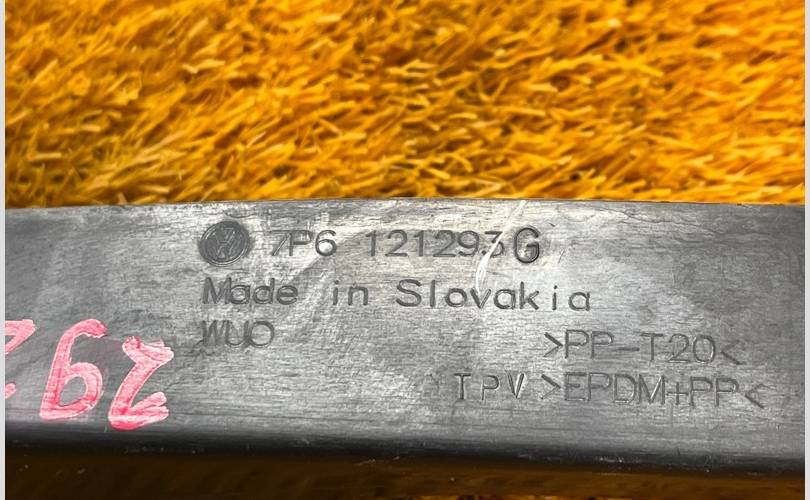 7P6 121293G
Made in Slovakia
WUO
>PP-T20<
TPV >EPDM+PP<